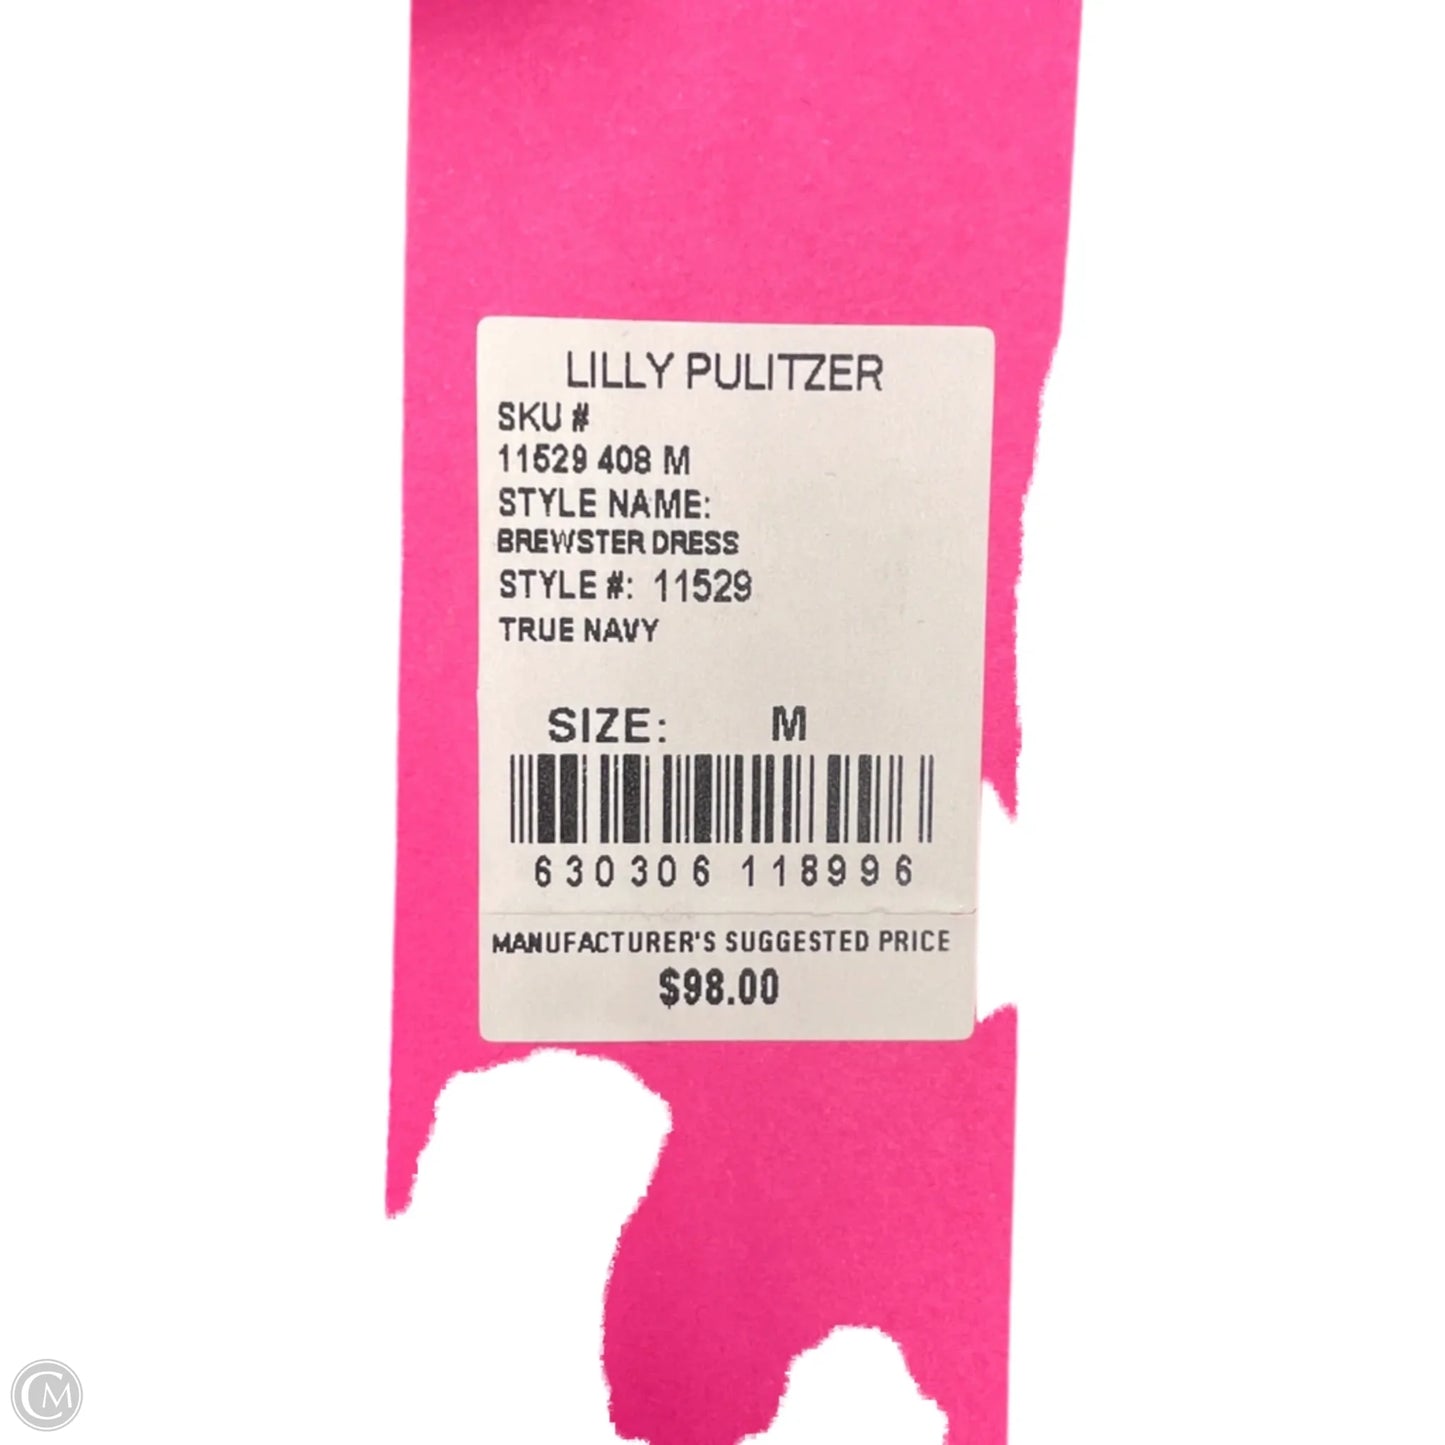 LILLY PULITZER
SKU #
11529 408 M
STYLE NAME:
BREWSTER DRESS
STYLE #: 11529
TRUE NAVY
SIZE: M
630306 118996
MANUFACTURER'S SUGGESTED PRICE
$98.00
CM